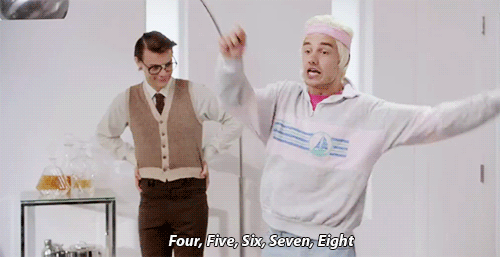 Four, Five, Six, Seven, Eight